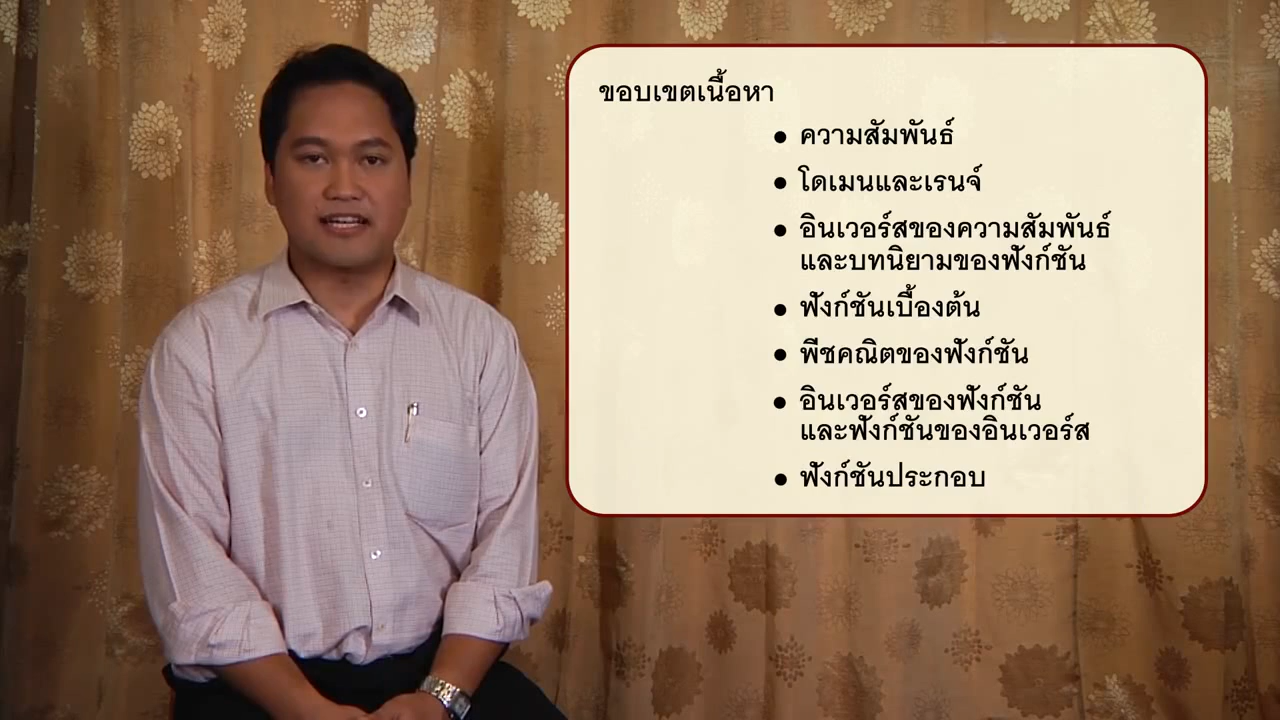 ขอบเขตเนื้อหา
• ความสัมพันธ์
• โดเมนและเรนจ์
• อินเวอร์สของความสัมพันธ์
และบทนิยามของฟังก์ชัน
• ฟังก์ชันเบื้องต้น
• พีชคณิตของฟังก์ชัน
• อินเวอร์สของฟังก์ชัน
และฟังก์ชันของอินเวอร์ส
• ฟังก์ชันประกอบ